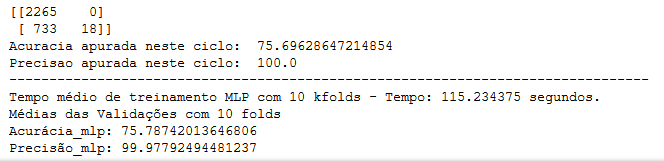 [[2265    0]
 [ 733   18]]
Acuracia apurada neste ciclo:  75.69628647214854
Precisao apurada neste ciclo:  100.0
--------------------------------------------------------------------------------
Tempo médio de treinamento MLP com 10 kfolds - Tempo: 115.234375 segundos.
Médias das Validações com 10 folds
Acurácia_mlp: 75.78742013646806
Precisão_mlp: 99.97792494481237